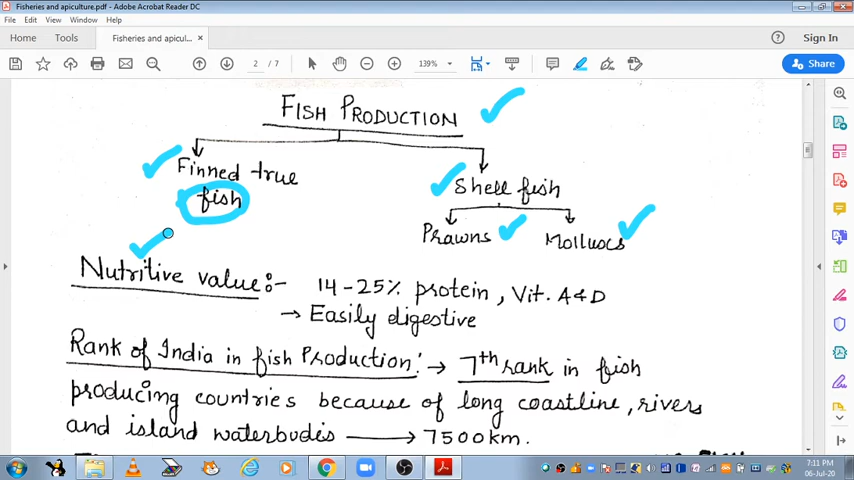 Fisheries and apiculture.pdf - Adobe Acrobat Reader DC
File Edit View Window Help
Home Tools Fisheries and apicul... × Sign In
2 / 7 139% Share
FISH PRODUCTION
Finned true
fish
Shell fish
Prawns Molluscs
Nutritive value:- 14-25% protein, Vit. A & D
→ Easily digestive
Rank of India in fish Production:- → 7th rank in fish
producing countries because of long coastline, rivers
and island waterbodies → 7500km.
7:11 PM
06-Jul-20